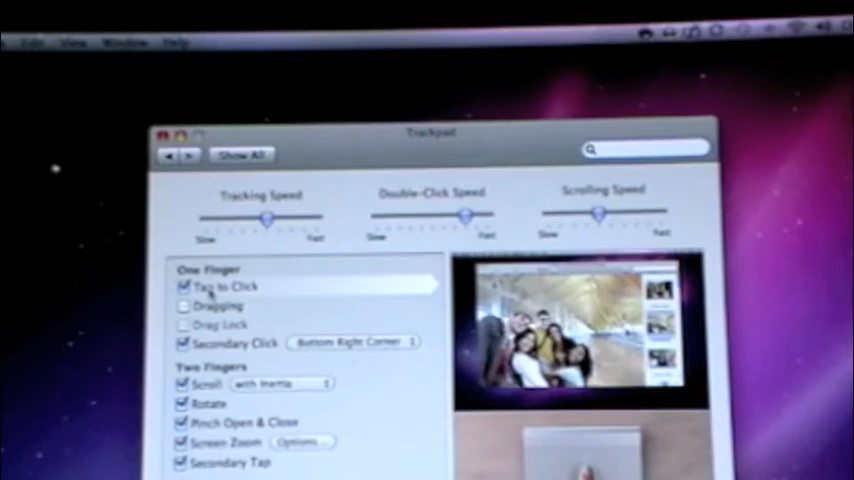 Edit View Window Help
Trackpad
Show All
Tracking Speed Double-Click Speed Scrolling Speed
Slow Fast Slow Fast Slow Fast
One Finger
Tap to Click
Dragging
Drag Lock
Secondary Click Bottom Right Corner
Two Fingers
Scroll with Inertia
Rotate
Pinch Open & Close
Screen Zoom Options...
Secondary Tap